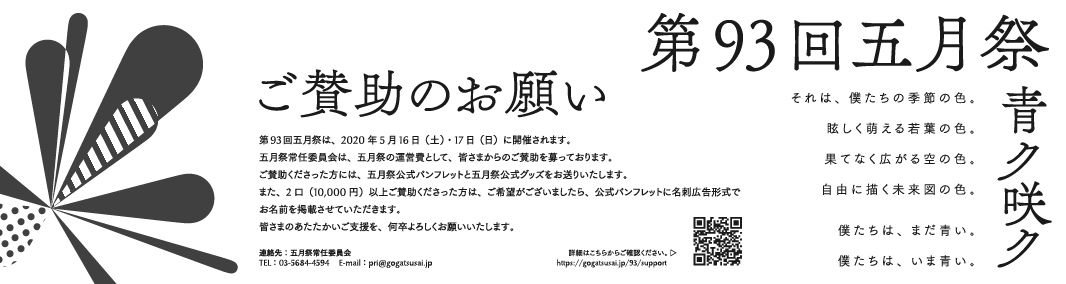 第93回五月祭
青ク咲ク
それは、僕たちの季節の色。
眩しく萌える若葉の色。
果てなく広がる空の色。
自由に描く未来図の色。
僕たちは、まだ青い。
僕たちは、いま青い。
ご賛助のお願い
第93回五月祭は、2020年5月16日（土）・17日（日）に開催されます。
五月祭常任委員会は、五月祭の運営費として、皆さまからのご賛助を募っております。
ご賛助くださった方には、五月祭公式パンフレットと五月祭公式グッズをお送りいたします。
また、2口（10,000円）以上ご賛助くださった方は、ご希望がございましたら、公式パンフレットに名刺広告形式で
お名前を掲載させていただきます。
皆さまのあたたかいご支援を、何卒よろしくお願いいたします。
連絡先：五月祭常任委員会
TEL：03-5684-4594　E-mail：pri@gogatsusai.jp
詳細はこちらからご確認ください。▷
https://gogatsusai.jp/93/support